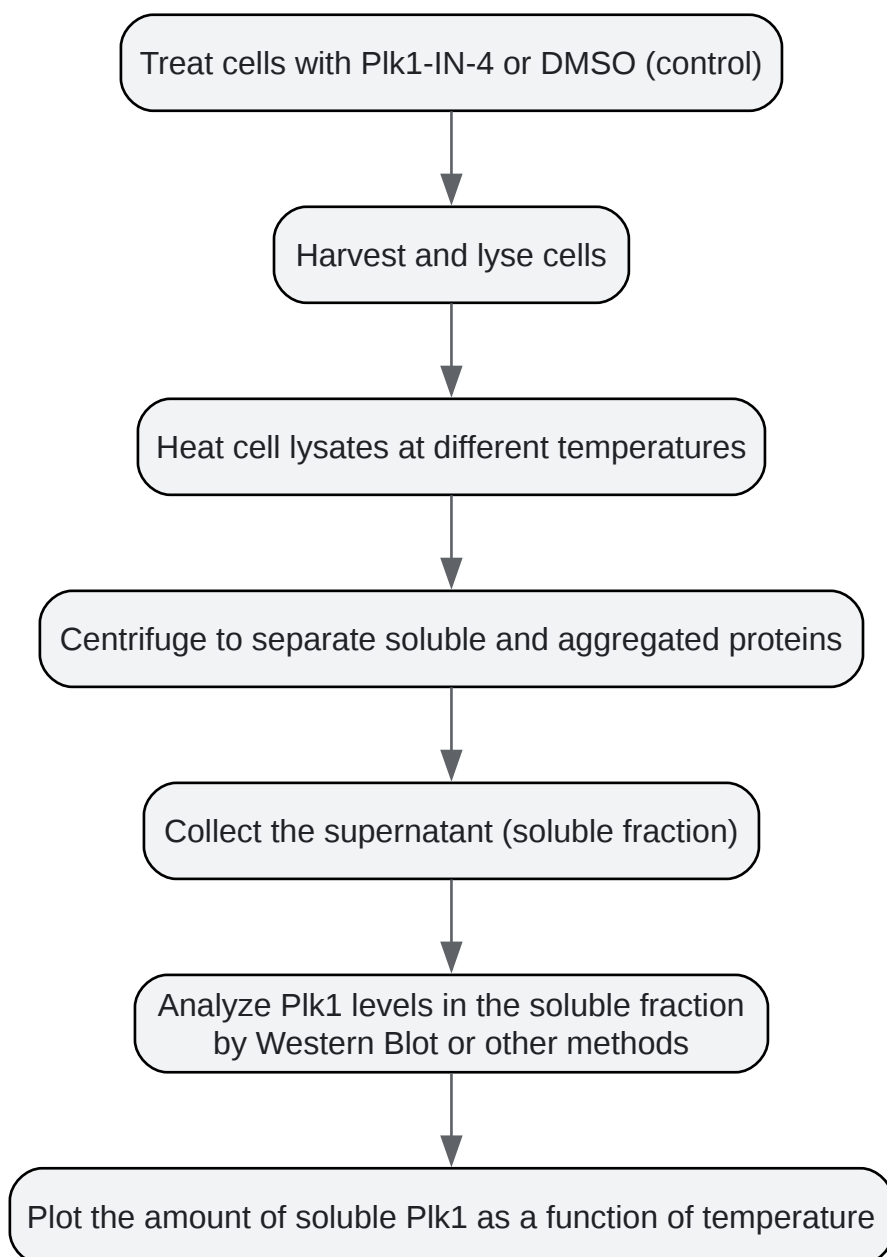 Treat cells with Plk1-IN-4 or DMSO (control)
Harvest and lyse cells
Heat cell lysates at different temperatures
Centrifuge to separate soluble and aggregated proteins
Collect the supernatant (soluble fraction)
Analyze Plk1 levels in the soluble fraction
by Western Blot or other methods
Plot the amount of soluble Plk1 as a function of temperature